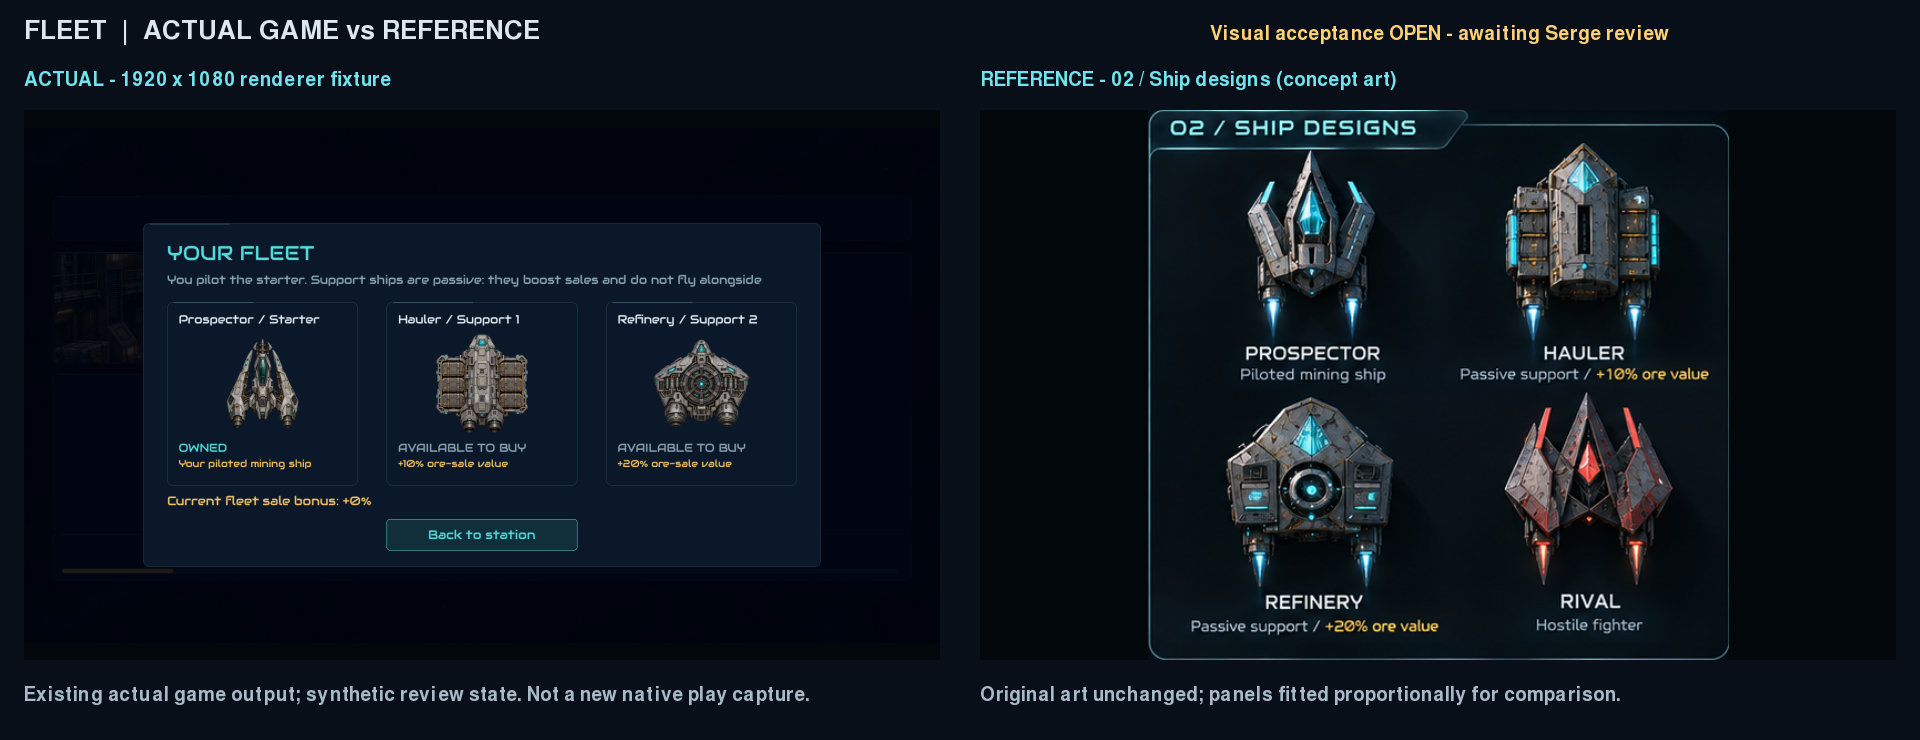 FLEET | ACTUAL GAME vs REFERENCE
Visual acceptance OPEN - awaiting Serge review
ACTUAL - 1920 x 1080 renderer fixture
YOUR FLEET
You pilot the starter. Support ships are passive: they boost sales and do not fly alongside
Prospector / Starter
OWNED
Your piloted mining ship
Hauler / Support 1
AVAILABLE TO BUY
+10% ore-sale value
Refinery / Support 2
AVAILABLE TO BUY
+20% ore-sale value
Current fleet sale bonus: +0%
Back to station
Existing actual game output; synthetic review state. Not a new native play capture.
REFERENCE - 02 / Ship designs (concept art)
02 / SHIP DESIGNS
PROSPECTOR
Piloted mining ship
HAULER
Passive support / +10% ore value
REFINERY
Passive support / +20% ore value
RIVAL
Hostile fighter
Original art unchanged; panels fitted proportionally for comparison.